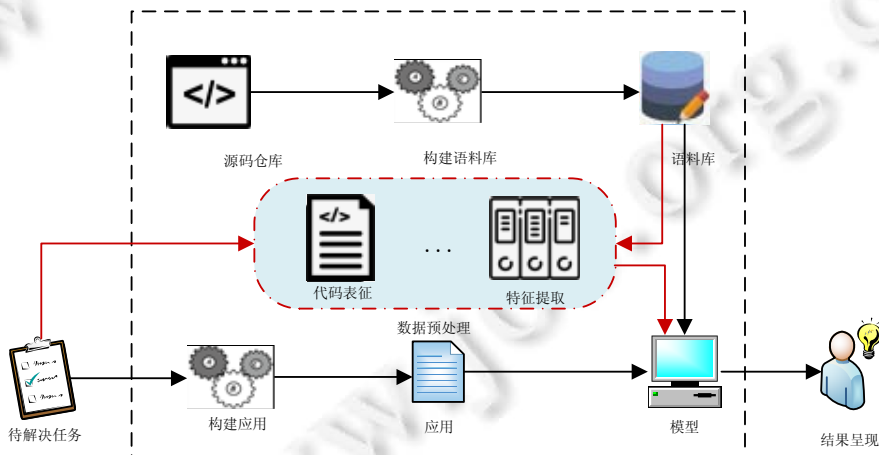 </>
源码仓库
构建语料库
语料库
</>
...
代码表征
特征提取
数据预处理
待解决任务
构建应用
应用
模型
结果呈现